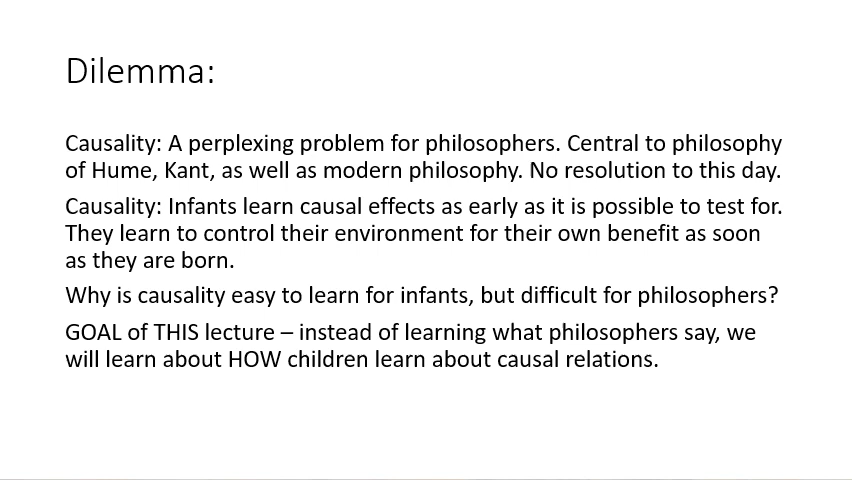 Dilemma:
Causality: A perplexing problem for philosophers. Central to philosophy
of Hume, Kant, as well as modern philosophy. No resolution to this day.
Causality: Infants learn causal effects as early as it is possible to test for.
They learn to control their environment for their own benefit as soon
as they are born.
Why is causality easy to learn for infants, but difficult for philosophers?
GOAL of THIS lecture – instead of learning what philosophers say, we
will learn about HOW children learn about causal relations.